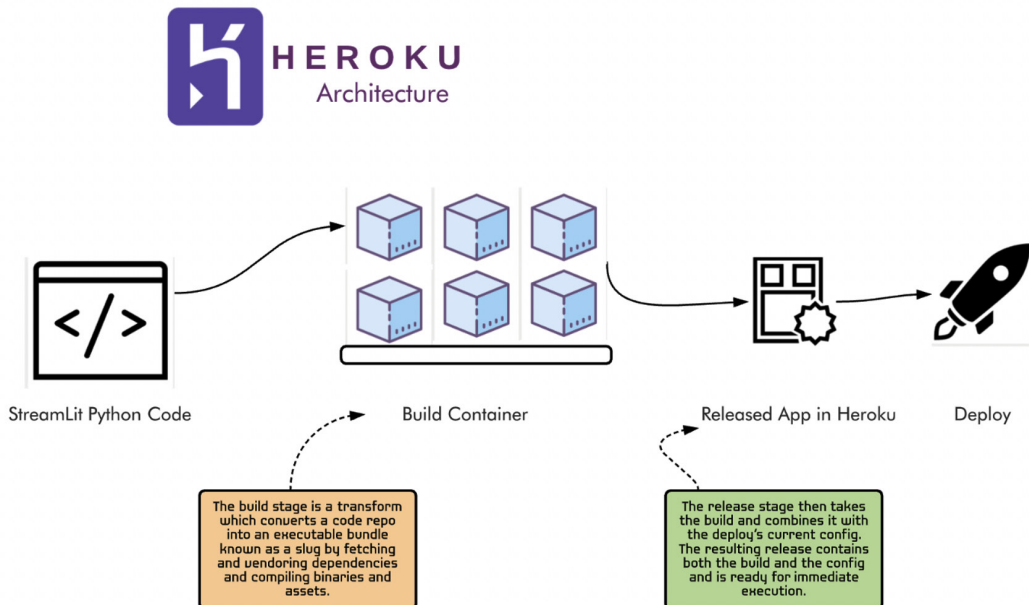 HEROKU
Architecture
StreamLit Python Code
Build Container
Released App in Heroku
Deploy
The build stage is a transform
which converts a code repo
into an executable bundle
known as a slug by fetching
and vendoring dependencies
and compiling binaries and
assets.
The release stage then takes
the build and combines it with
the deploy's current config.
The resulting release contains
both the build and the config
and is ready for immediate
execution.